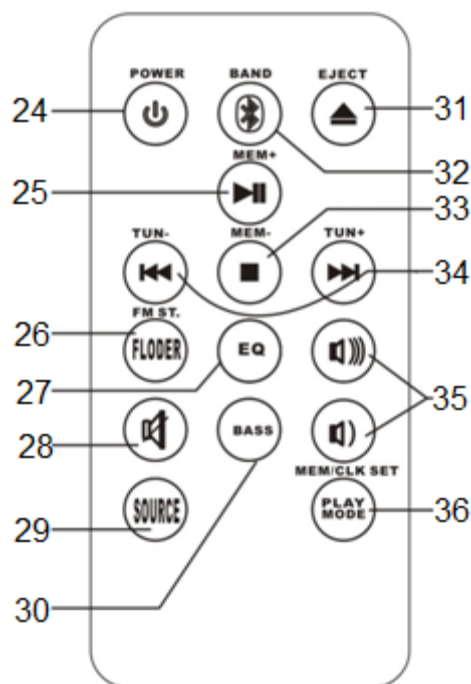 POWER BAND EJECT
24 31
32
MEM+
25
33
TUN- MEM- TUN+
34
FM ST.
26
FLODER EQ
27 35
28
BASS
MEM/CLK SET
SOURCE PLAY
MODE 36
29
30